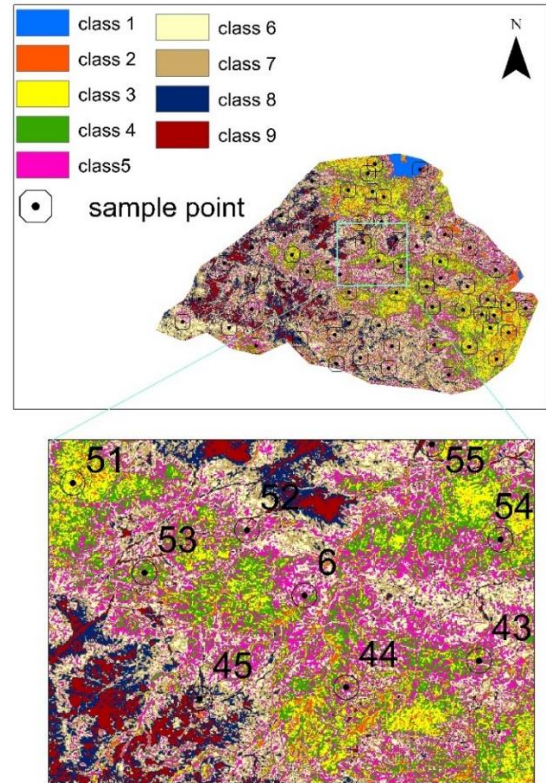 class 1
class 2
class 3
class 4
class5
class 6
class 7
class 8
class 9
N
sample point
51
55
52
54
53
6
43
45
44